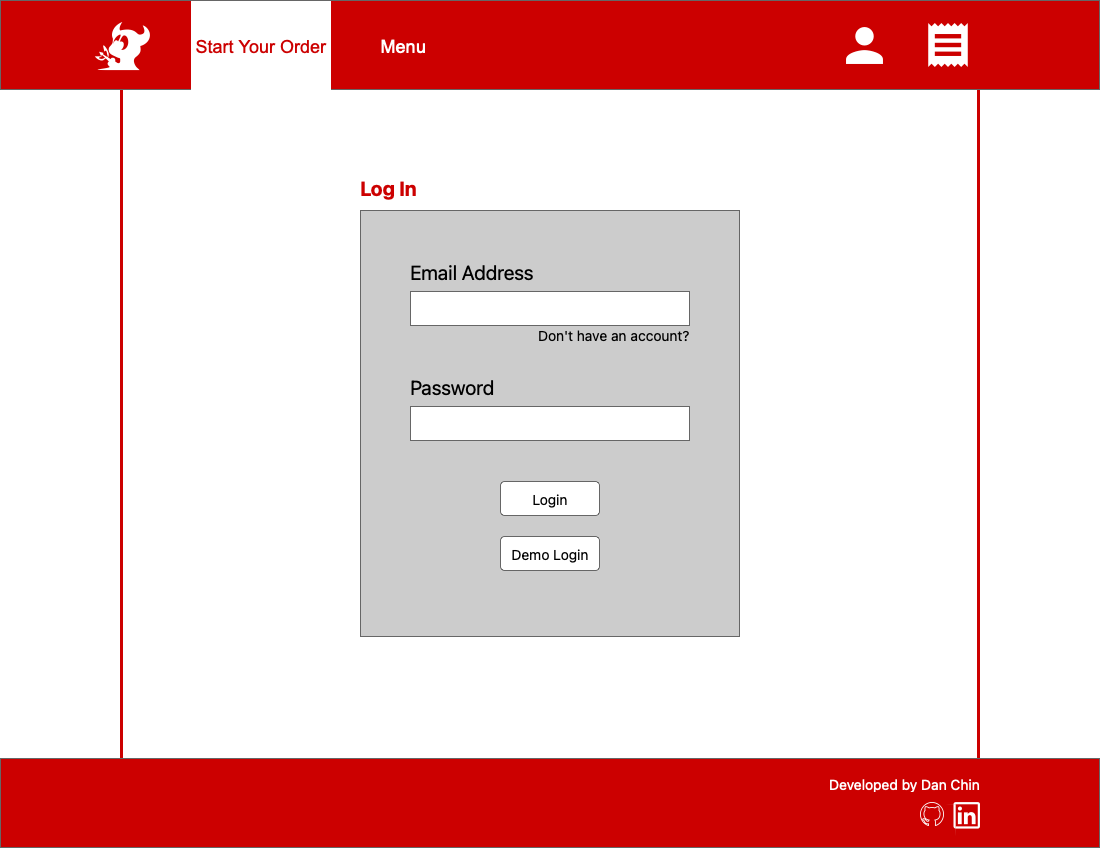 Start Your Order
Menu
Log In
Email Address
Don't have an account?
Password
Login
Demo Login
Developed by Dan Chin
in